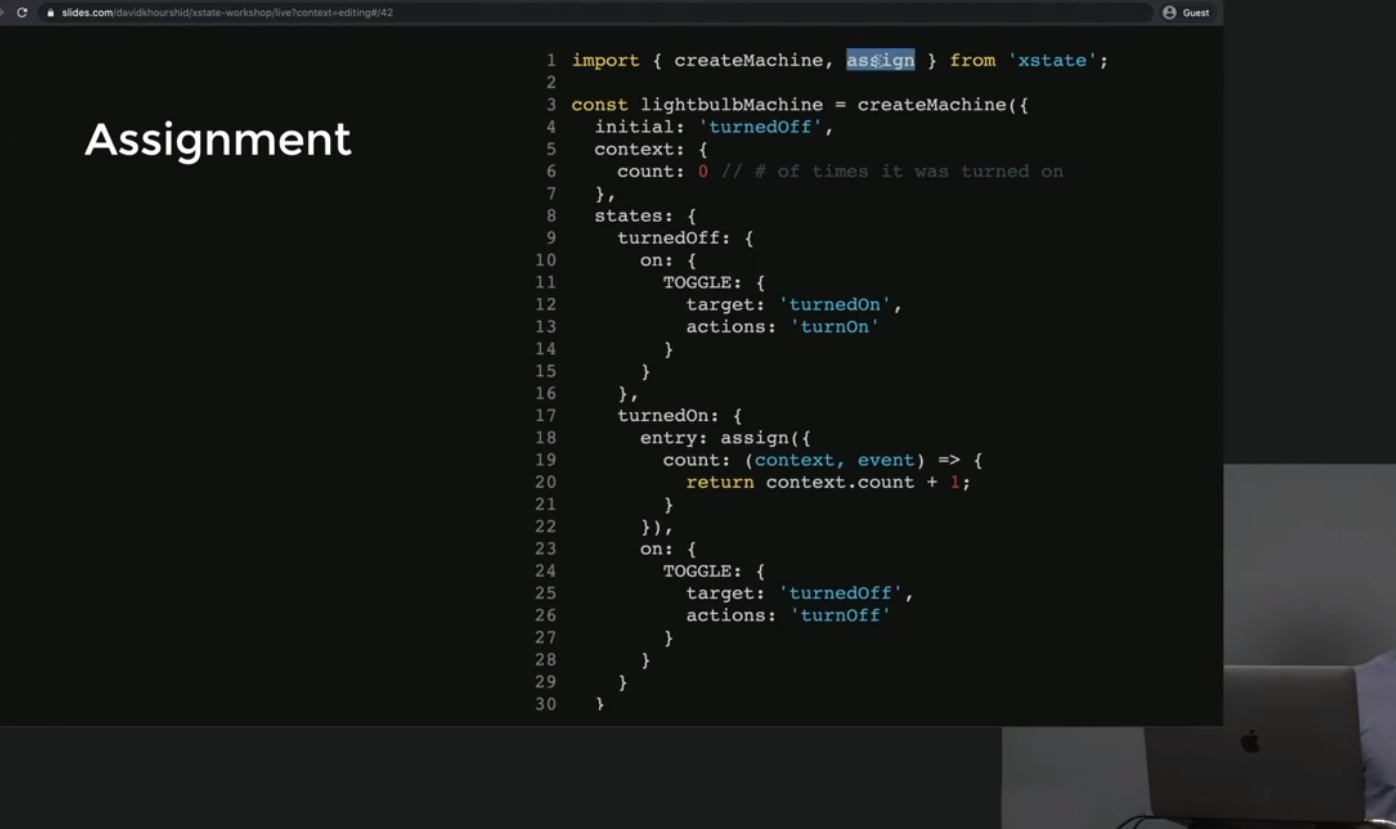 slides.com/davidkhourshid/xstate-workshop/live?context=editing#/42
Guest
Assignment
1 import { createMachine, assign } from 'xstate';
2
3 const lightbulbMachine = createMachine({
4 initial: 'turnedOff',
5 context: {
6 count: 0 // # of times it was turned on
7 },
8 states: {
9 turnedOff: {
10 on: {
11 TOGGLE: {
12 target: 'turnedOn',
13 actions: 'turnOn'
14 }
15 }
16 },
17 turnedOn: {
18 entry: assign({
19 count: (context, event) => {
20 return context.count + 1;
21 }
22 }),
23 on: {
24 TOGGLE: {
25 target: 'turnedOff',
26 actions: 'turnOff'
27 }
28 }
29 }
30 }